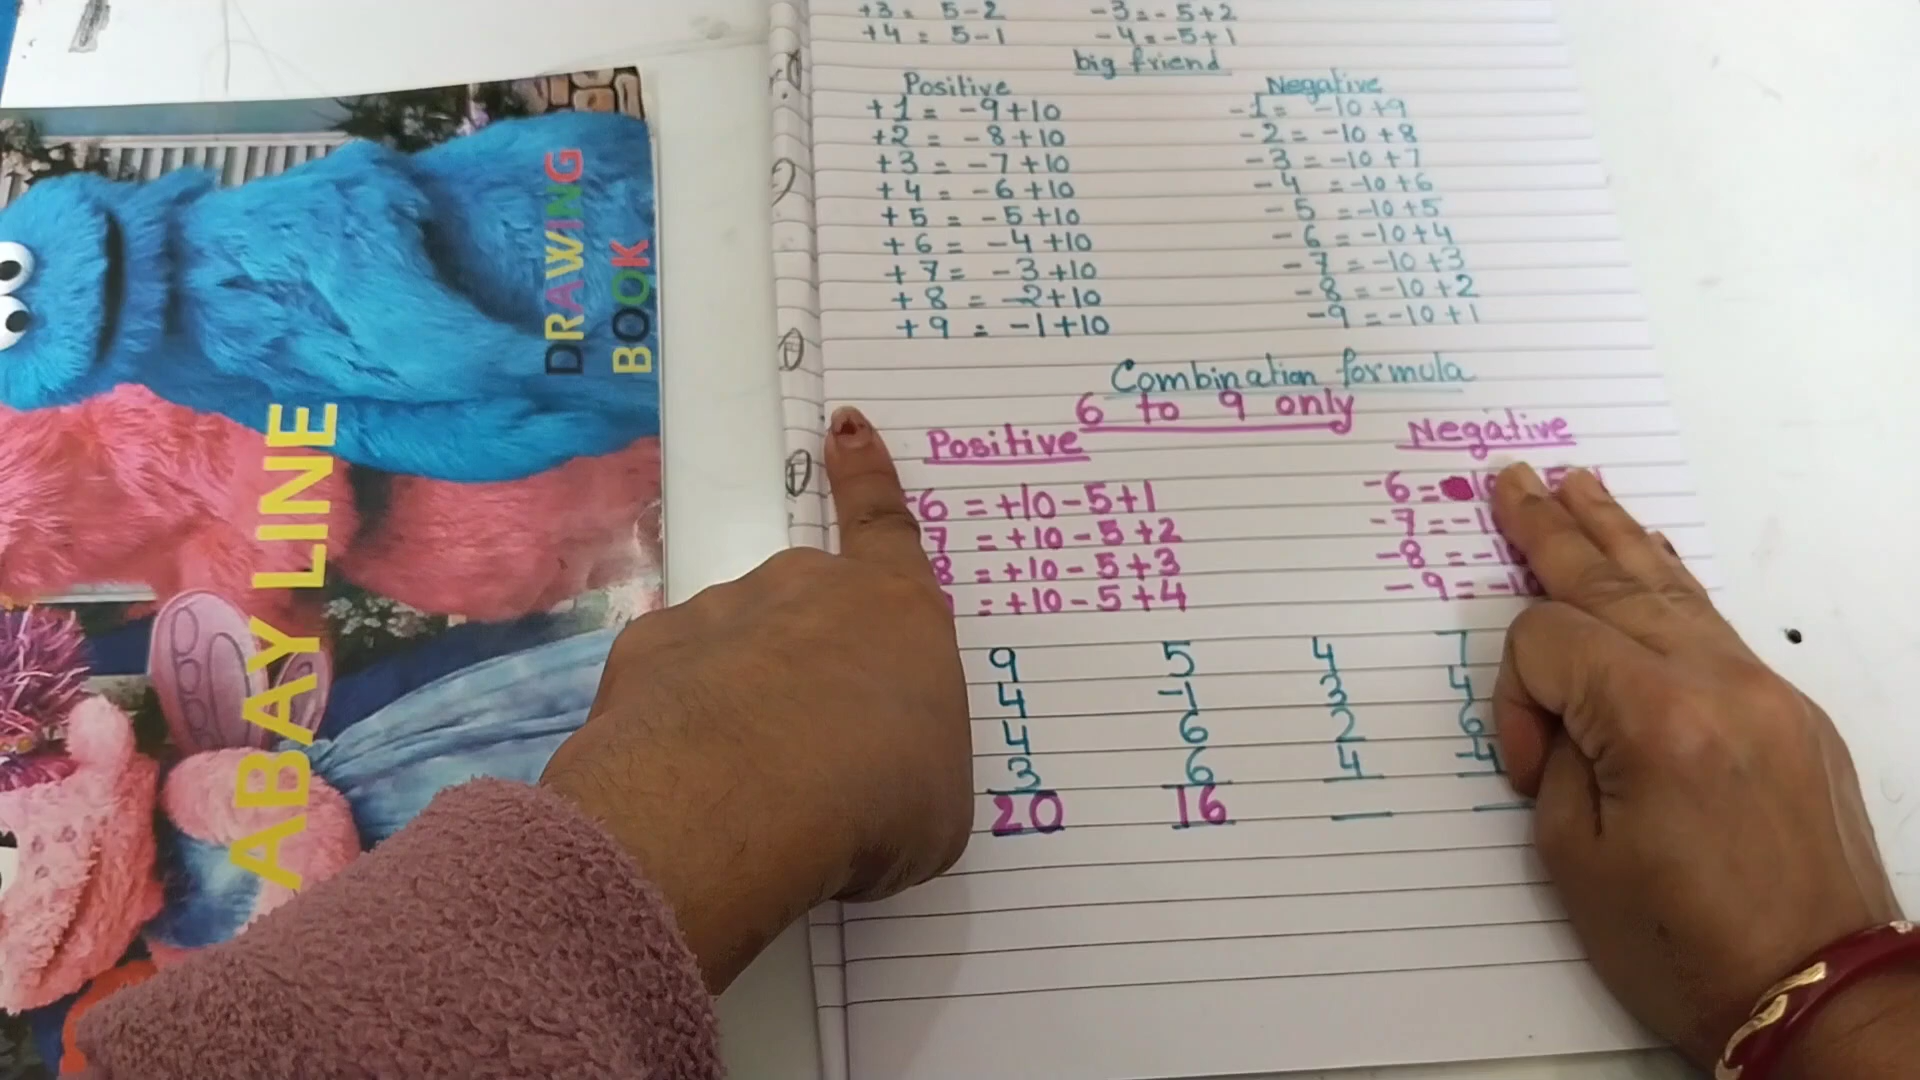 DRAWING
BOOK
ABAY LINE
+3 = 5-2 -3 = -5+2
+4 = 5-1 -4 = -5+1
big friend
Positive Negative
+1 = -9+10 -1 = -10+9
+2 = -8+10 -2 = -10+8
+3 = -7+10 -3 = -10+7
+4 = -6+10 -4 = -10+6
+5 = -5+10 -5 = -10+5
+6 = -4+10 -6 = -10+4
+7 = -3+10 -7 = -10+3
+8 = -2+10 -8 = -10+2
+9 = -1+10 -9 = -10+1
Combination formula
6 to 9 only
Positive Negative
6 = +10-5+1 -6 =
7 = +10-5+2 -7 = -1
8 = +10-5+3 -8 = -10
= +10-5+4 -9 = -10
9 5 4 7
4 -1 3 4
4 6 2 6
3 6 4 -4
20 16